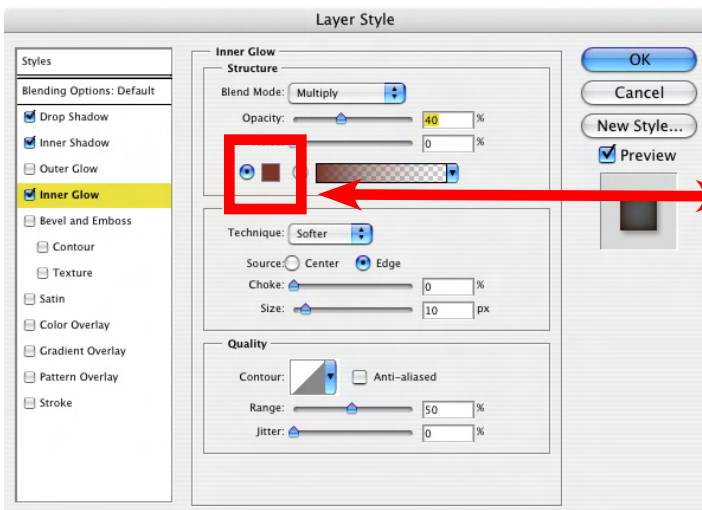 Layer Style
Styles
Blending Options: Default
Drop Shadow
Inner Shadow
Outer Glow
Inner Glow
Bevel and Emboss
Contour
Texture
Satin
Color Overlay
Gradient Overlay
Pattern Overlay
Stroke
Inner Glow
Structure
Blend Mode: Multiply
Opacity: 40 %
0 %
Technique: Softer
Source: Center Edge
Choke: 0 %
Size: 10 px
Quality
Contour: Anti-aliased
Range: 50 %
Jitter: 0 %
OK
Cancel
New Style...
Preview